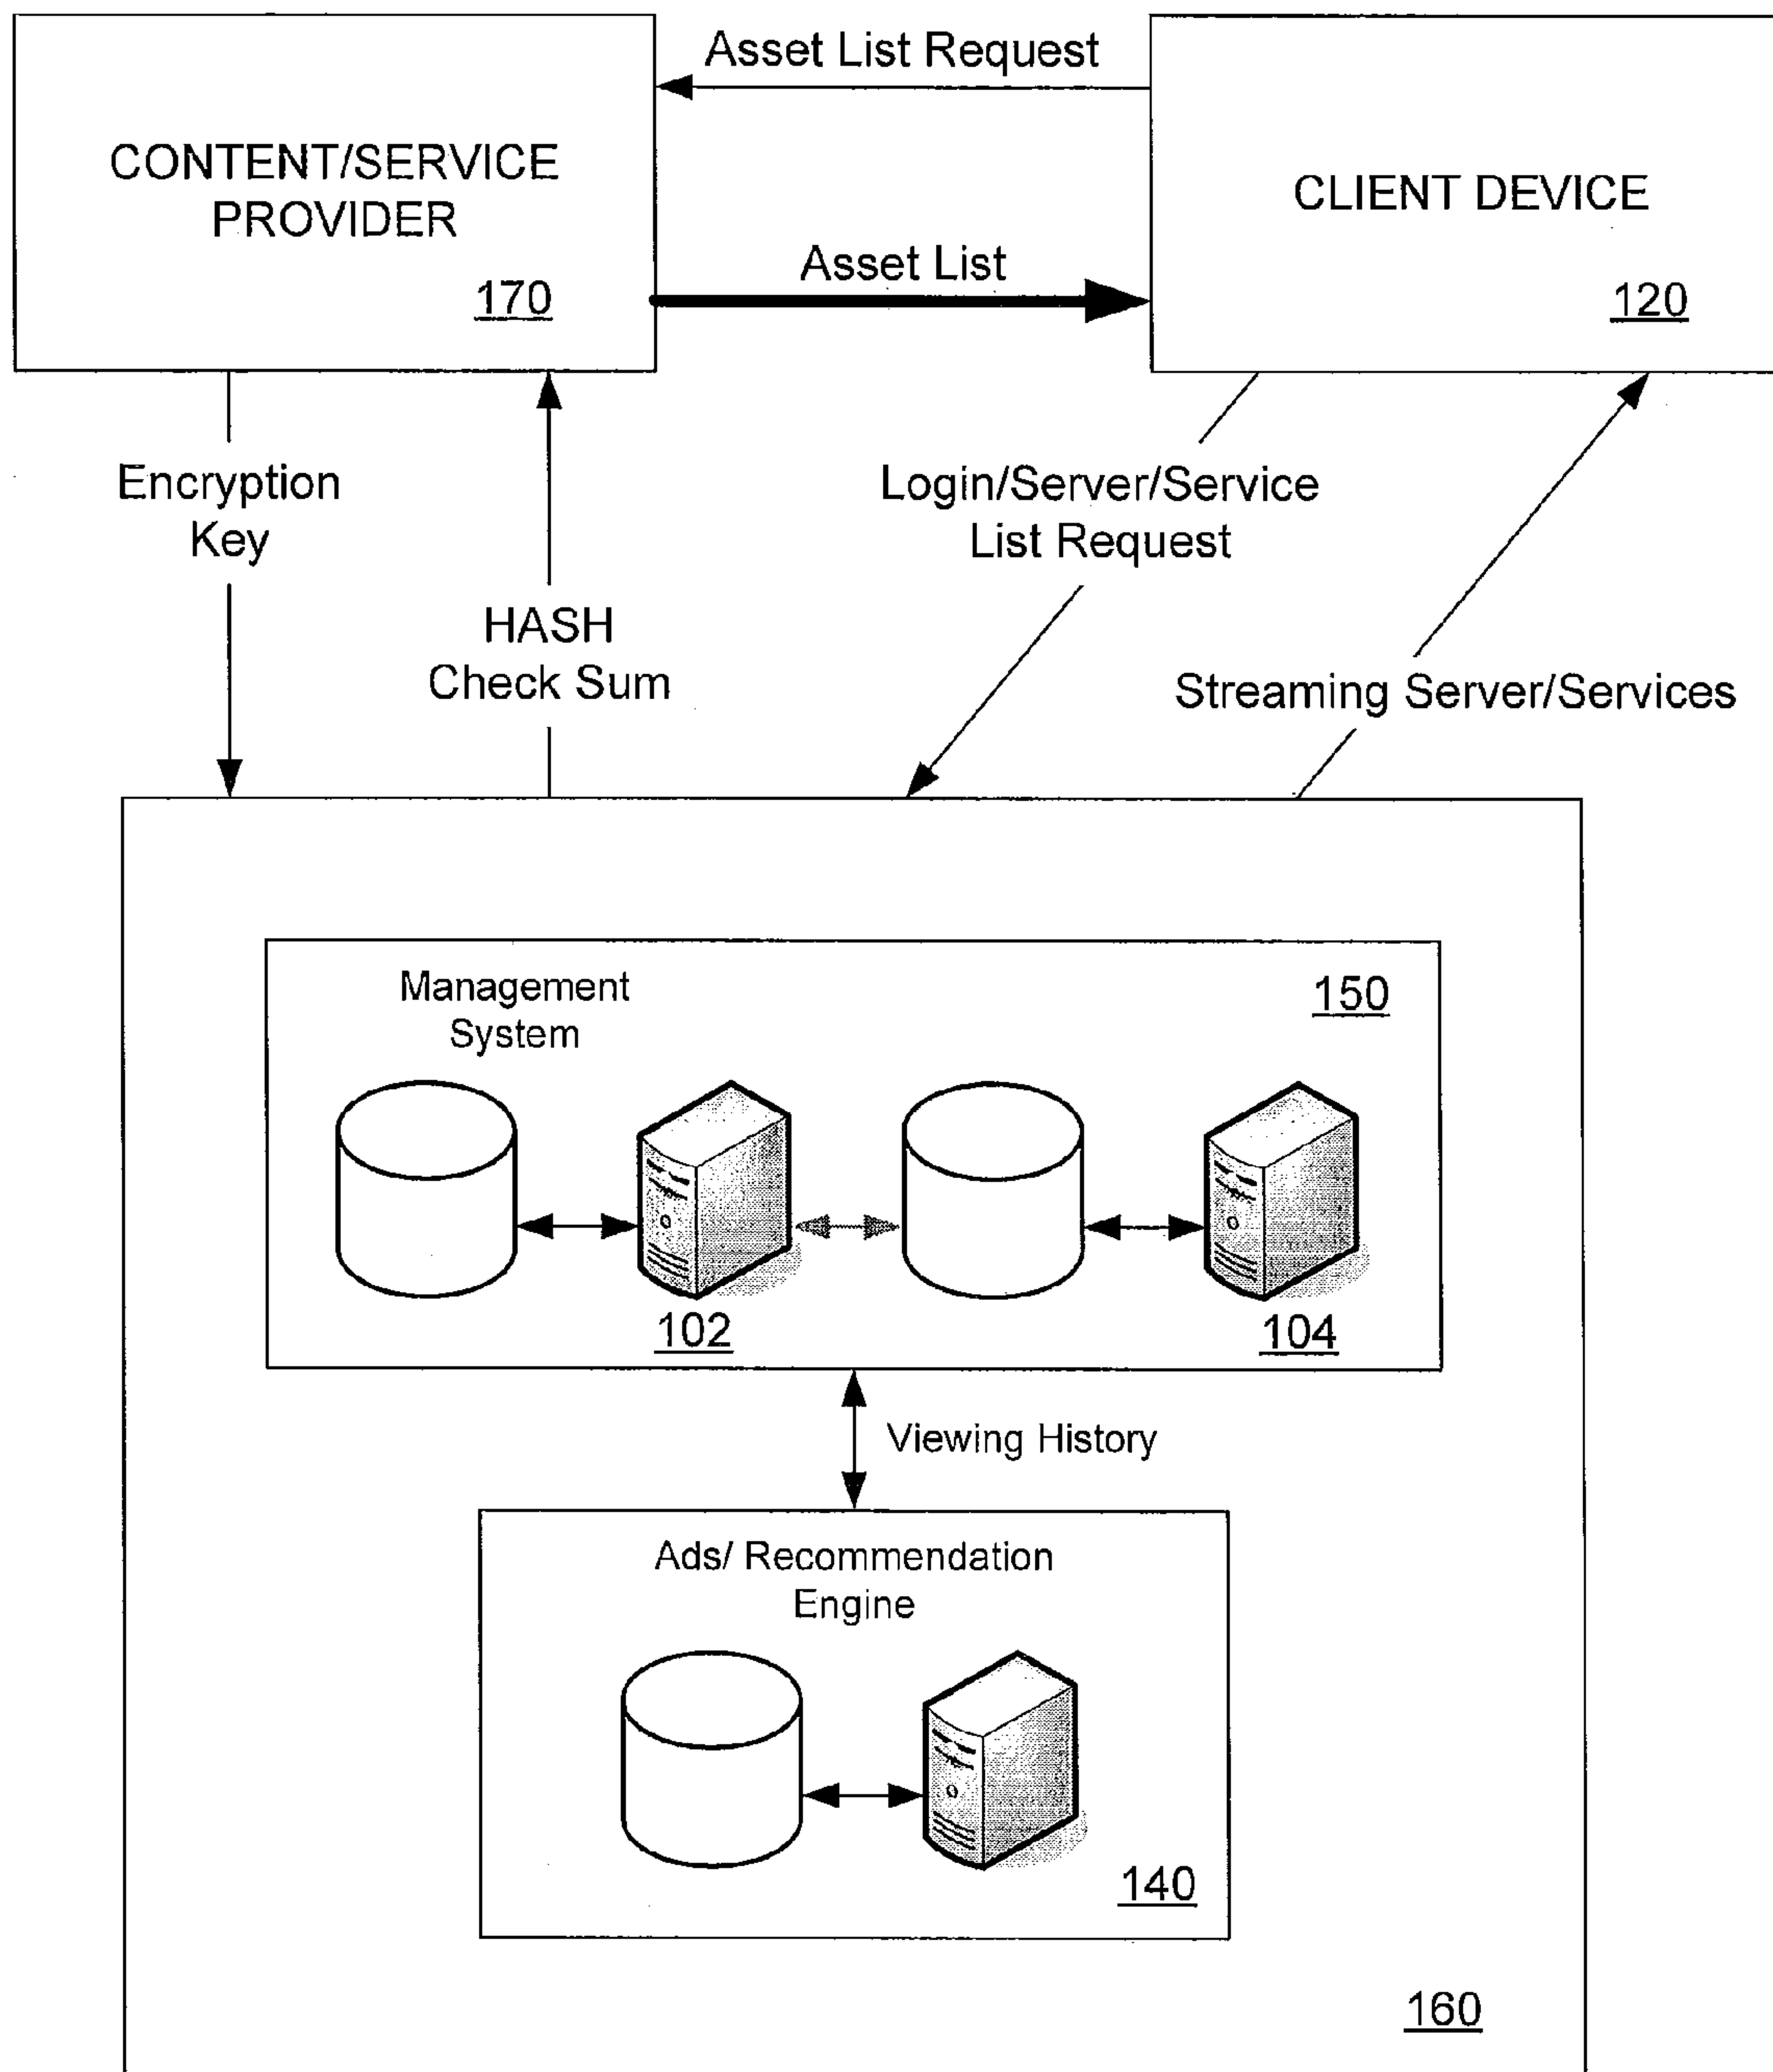 Asset List Request
CONTENT/SERVICE
PROVIDER
170
CLIENT DEVICE
120
Asset List
Encryption
Key
HASH
Check Sum
Login/Server/Service
List Request
Streaming Server/Services
Management
System
150
102
104
Viewing History
Ads/ Recommendation
Engine
140
160